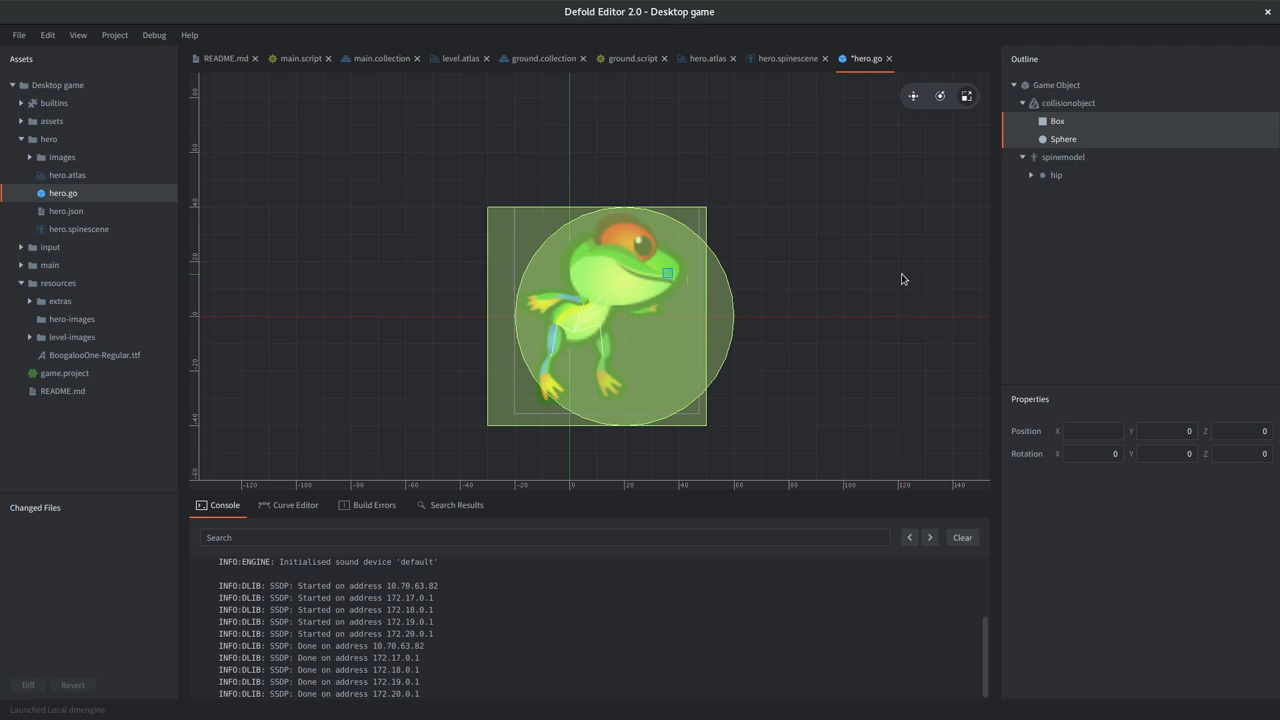 Defold Editor 2.0 - Desktop game
File Edit View Project Debug Help
Assets
README.md main.script main.collection level.atlas ground.collection ground.script hero.atlas hero.spinescene *hero.go
Outline
Desktop game
builtins
assets
hero
images
hero.atlas
hero.go
hero.json
hero.spinescene
input
main
resources
extras
hero-images
level-images
BoogalooOne-Regular.ttf
game.project
README.md
80
60
40
20
0
-20
-40
-60
-120 -100 -80 -60 -40 -20 0 20 40 60 80 100 120 140
Game Object
collisionobject
Box
Sphere
spinemodel
hip
Properties
Position X Y 0 Z 0
Rotation X 0 Y 0 Z 0
Changed Files
Diff Revert
Console Curve Editor Build Errors Search Results
Search Clear
INFO:ENGINE: Initialised sound device 'default'
INFO:DLIB: SSDP: Started on address 10.70.63.82
INFO:DLIB: SSDP: Started on address 172.17.0.1
INFO:DLIB: SSDP: Started on address 172.18.0.1
INFO:DLIB: SSDP: Started on address 172.19.0.1
INFO:DLIB: SSDP: Started on address 172.20.0.1
INFO:DLIB: SSDP: Done on address 10.70.63.82
INFO:DLIB: SSDP: Done on address 172.17.0.1
INFO:DLIB: SSDP: Done on address 172.18.0.1
INFO:DLIB: SSDP: Done on address 172.19.0.1
INFO:DLIB: SSDP: Done on address 172.20.0.1
Launched Local dmengine